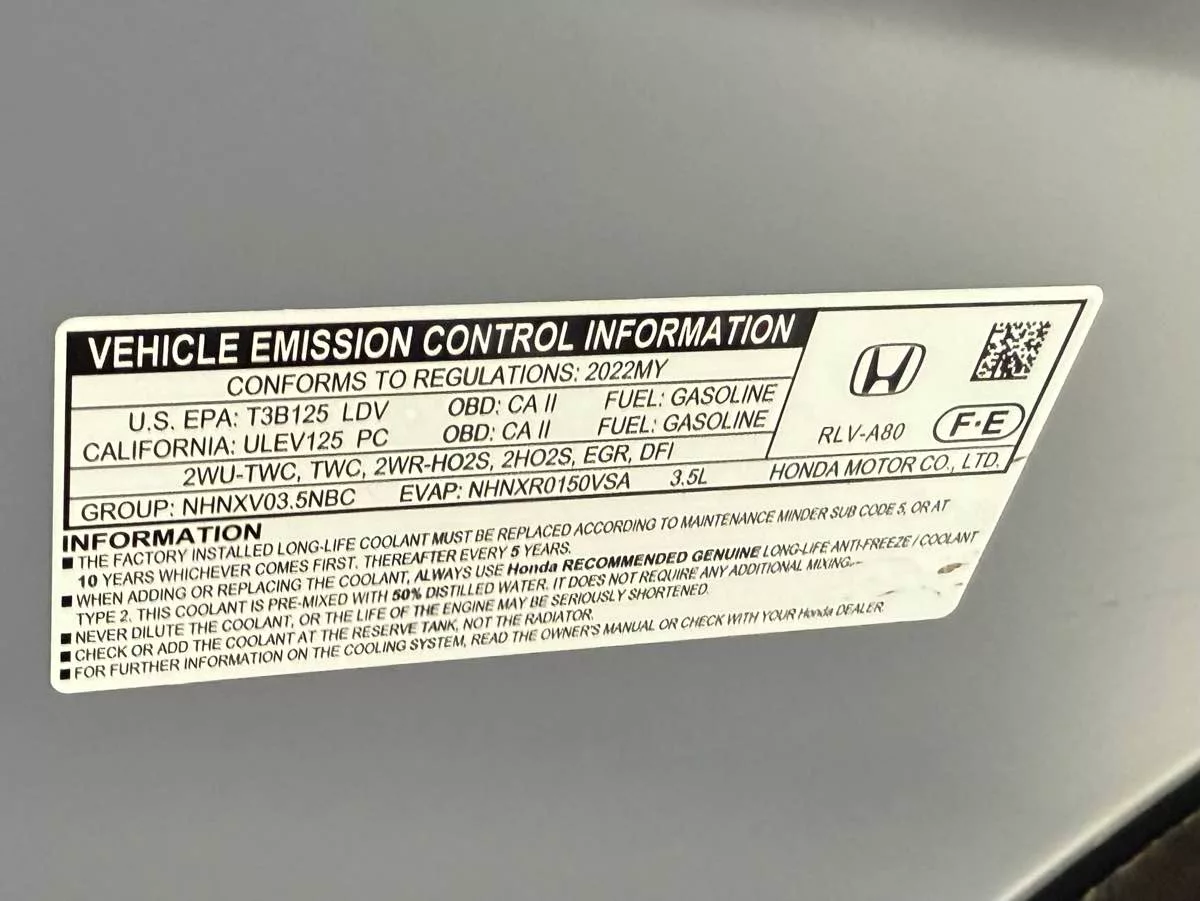 VEHICLE EMISSION CONTROL INFORMATION
CONFORMS TO REGULATIONS: 2022MY
U.S. EPA: T3B125 LDV OBD: CA II FUEL: GASOLINE
CALIFORNIA: ULEV125 PC OBD: CA II FUEL: GASOLINE
2WU-TWC, TWC, 2WR-HO2S, 2HO2S, EGR, DFI
GROUP: NHNXV03.5NBC EVAP: NHNXR0150VSA 3.5L
RLV-A80 F·E
HONDA MOTOR CO., LTD.
INFORMATION
■ THE FACTORY INSTALLED LONG-LIFE COOLANT MUST BE REPLACED ACCORDING TO MAINTENANCE MINDER SUB CODE 5, OR AT
10 YEARS WHICHEVER COMES FIRST. THEREAFTER EVERY 5 YEARS.
■ WHEN ADDING OR REPLACING THE COOLANT, ALWAYS USE Honda RECOMMENDED GENUINE LONG-LIFE ANTI-FREEZE / COOLANT
TYPE 2. THIS COOLANT IS PRE-MIXED WITH 50% DISTILLED WATER. IT DOES NOT REQUIRE ANY ADDITIONAL MIXING.
■ NEVER DILUTE THE COOLANT, OR THE LIFE OF THE ENGINE MAY BE SERIOUSLY SHORTENED.
■ CHECK OR ADD THE COOLANT AT THE RESERVE TANK, NOT THE RADIATOR.
■ FOR FURTHER INFORMATION ON THE COOLING SYSTEM, READ THE OWNER'S MANUAL OR CHECK WITH YOUR Honda DEALER.